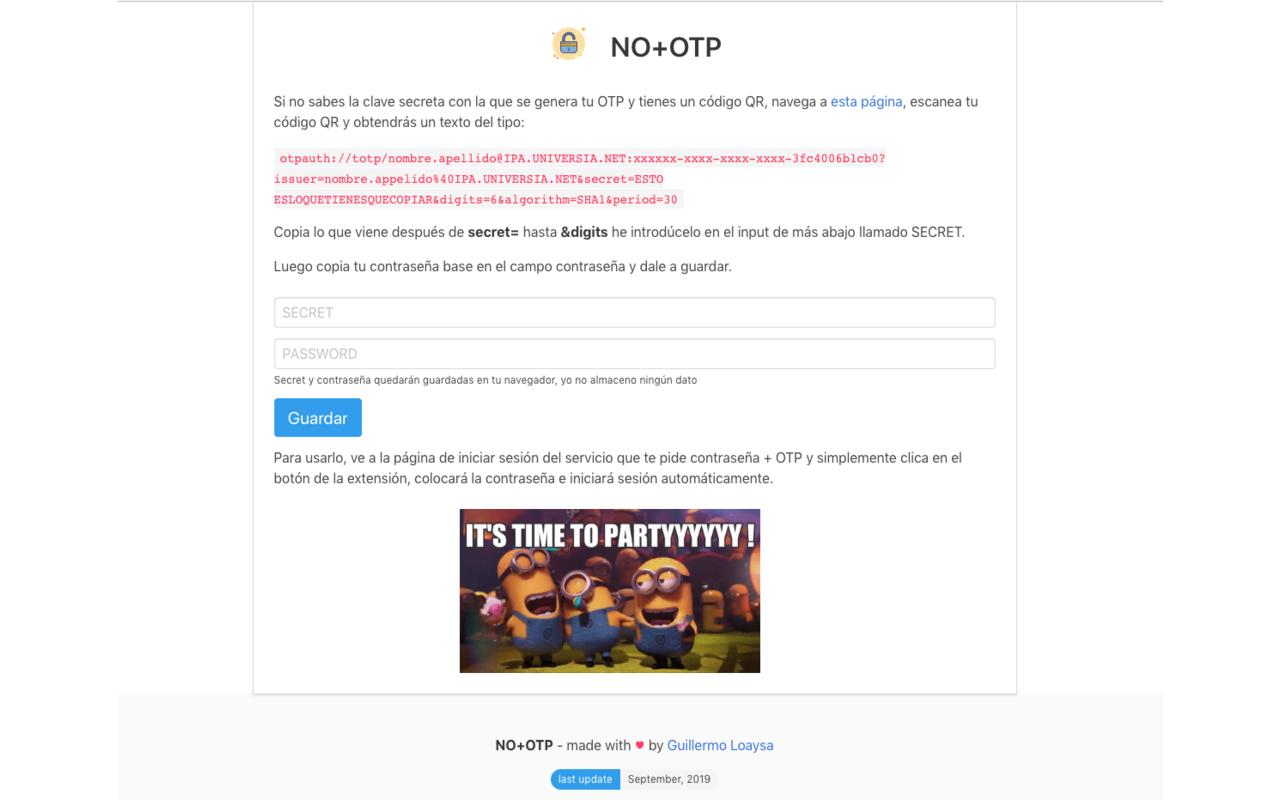 NO+OTP
Si no sabes la clave secreta con la que se genera tu OTP y tienes un código QR, navega a esta página, escanea tu
código QR y obtendrás un texto del tipo:
otpauth://totp/nombre.apellido@IPA.UNIVERSIA.NET:xxxxxx-xxxx-xxxx-xxxx-3fc4006b1cb0?
issuer=nombre.appelido%40IPA.UNIVERSIA.NET&secret=ESTO
ESLOQUETIENESQUECOPIAR&digits=6&algorithm=SHA1&period=30
Copia lo que viene después de secret= hasta &digits he introdúcelo en el input de más abajo llamado SECRET.
Luego copia tu contraseña base en el campo contraseña y dale a guardar.
SECRET
PASSWORD
Secret y contraseña quedarán guardadas en tu navegador, yo no almaceno ningún dato
Guardar
Para usarlo, ve a la página de iniciar sesión del servicio que te pide contraseña + OTP y simplemente clica en el
botón de la extensión, colocará la contraseña e iniciará sesión automáticamente.
IT'S TIME TO PARTYYYYYY !
NO+OTP - made with ♥ by Guillermo Loaysa
last update September, 2019